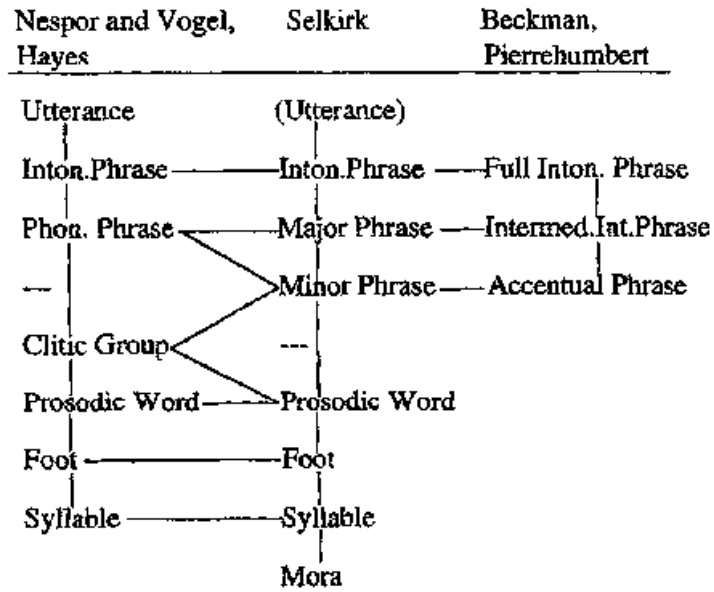 Nespor and Vogel, Selkirk Beckman,
Hayes Pierrehumbert
Utterance (Utterance)
Inton.Phrase Inton.Phrase Full Inton. Phrase
Phon. Phrase Major Phrase Intermed.Int.Phrase
--- Minor Phrase Accentual Phrase
Clitic Group ---
Prosodic Word Prosodic Word
Foot Foot
Syllable Syllable
Mora